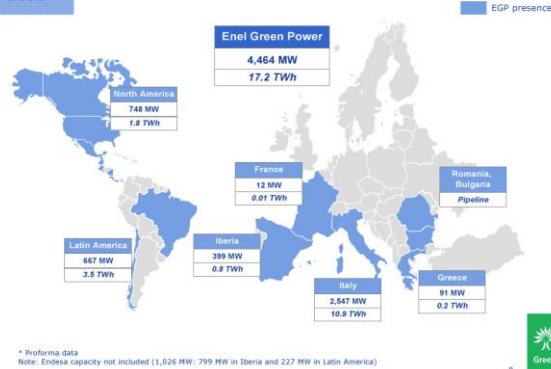 EGP presence
Enel Green Power
4,464 MW
17.2 TWh
North America
748 MW
1.8 TWh
France
12 MW
0.01 TWh
Romania,
Bulgaria
Pipeline
Latin America
667 MW
3.5 TWh
Iberia
399 MW
0.8 TWh
Italy
2,547 MW
10.9 TWh
Greece
91 MW
0.2 TWh
* Proforma data
Note: Endesa capacity not included (1,026 MW: 799 MW in Iberia and 227 MW in Latin America)